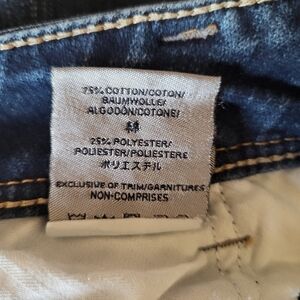 75% COTTON/COTON/
BAUMWOLLE/
ALGODÓN/COTONE/
綿
25% POLYESTER/
POLIESTER/POLIESTERE
ポリエステル
EXCLUSIVE OF TRIM/GARNITURES
NON-COMPRISES